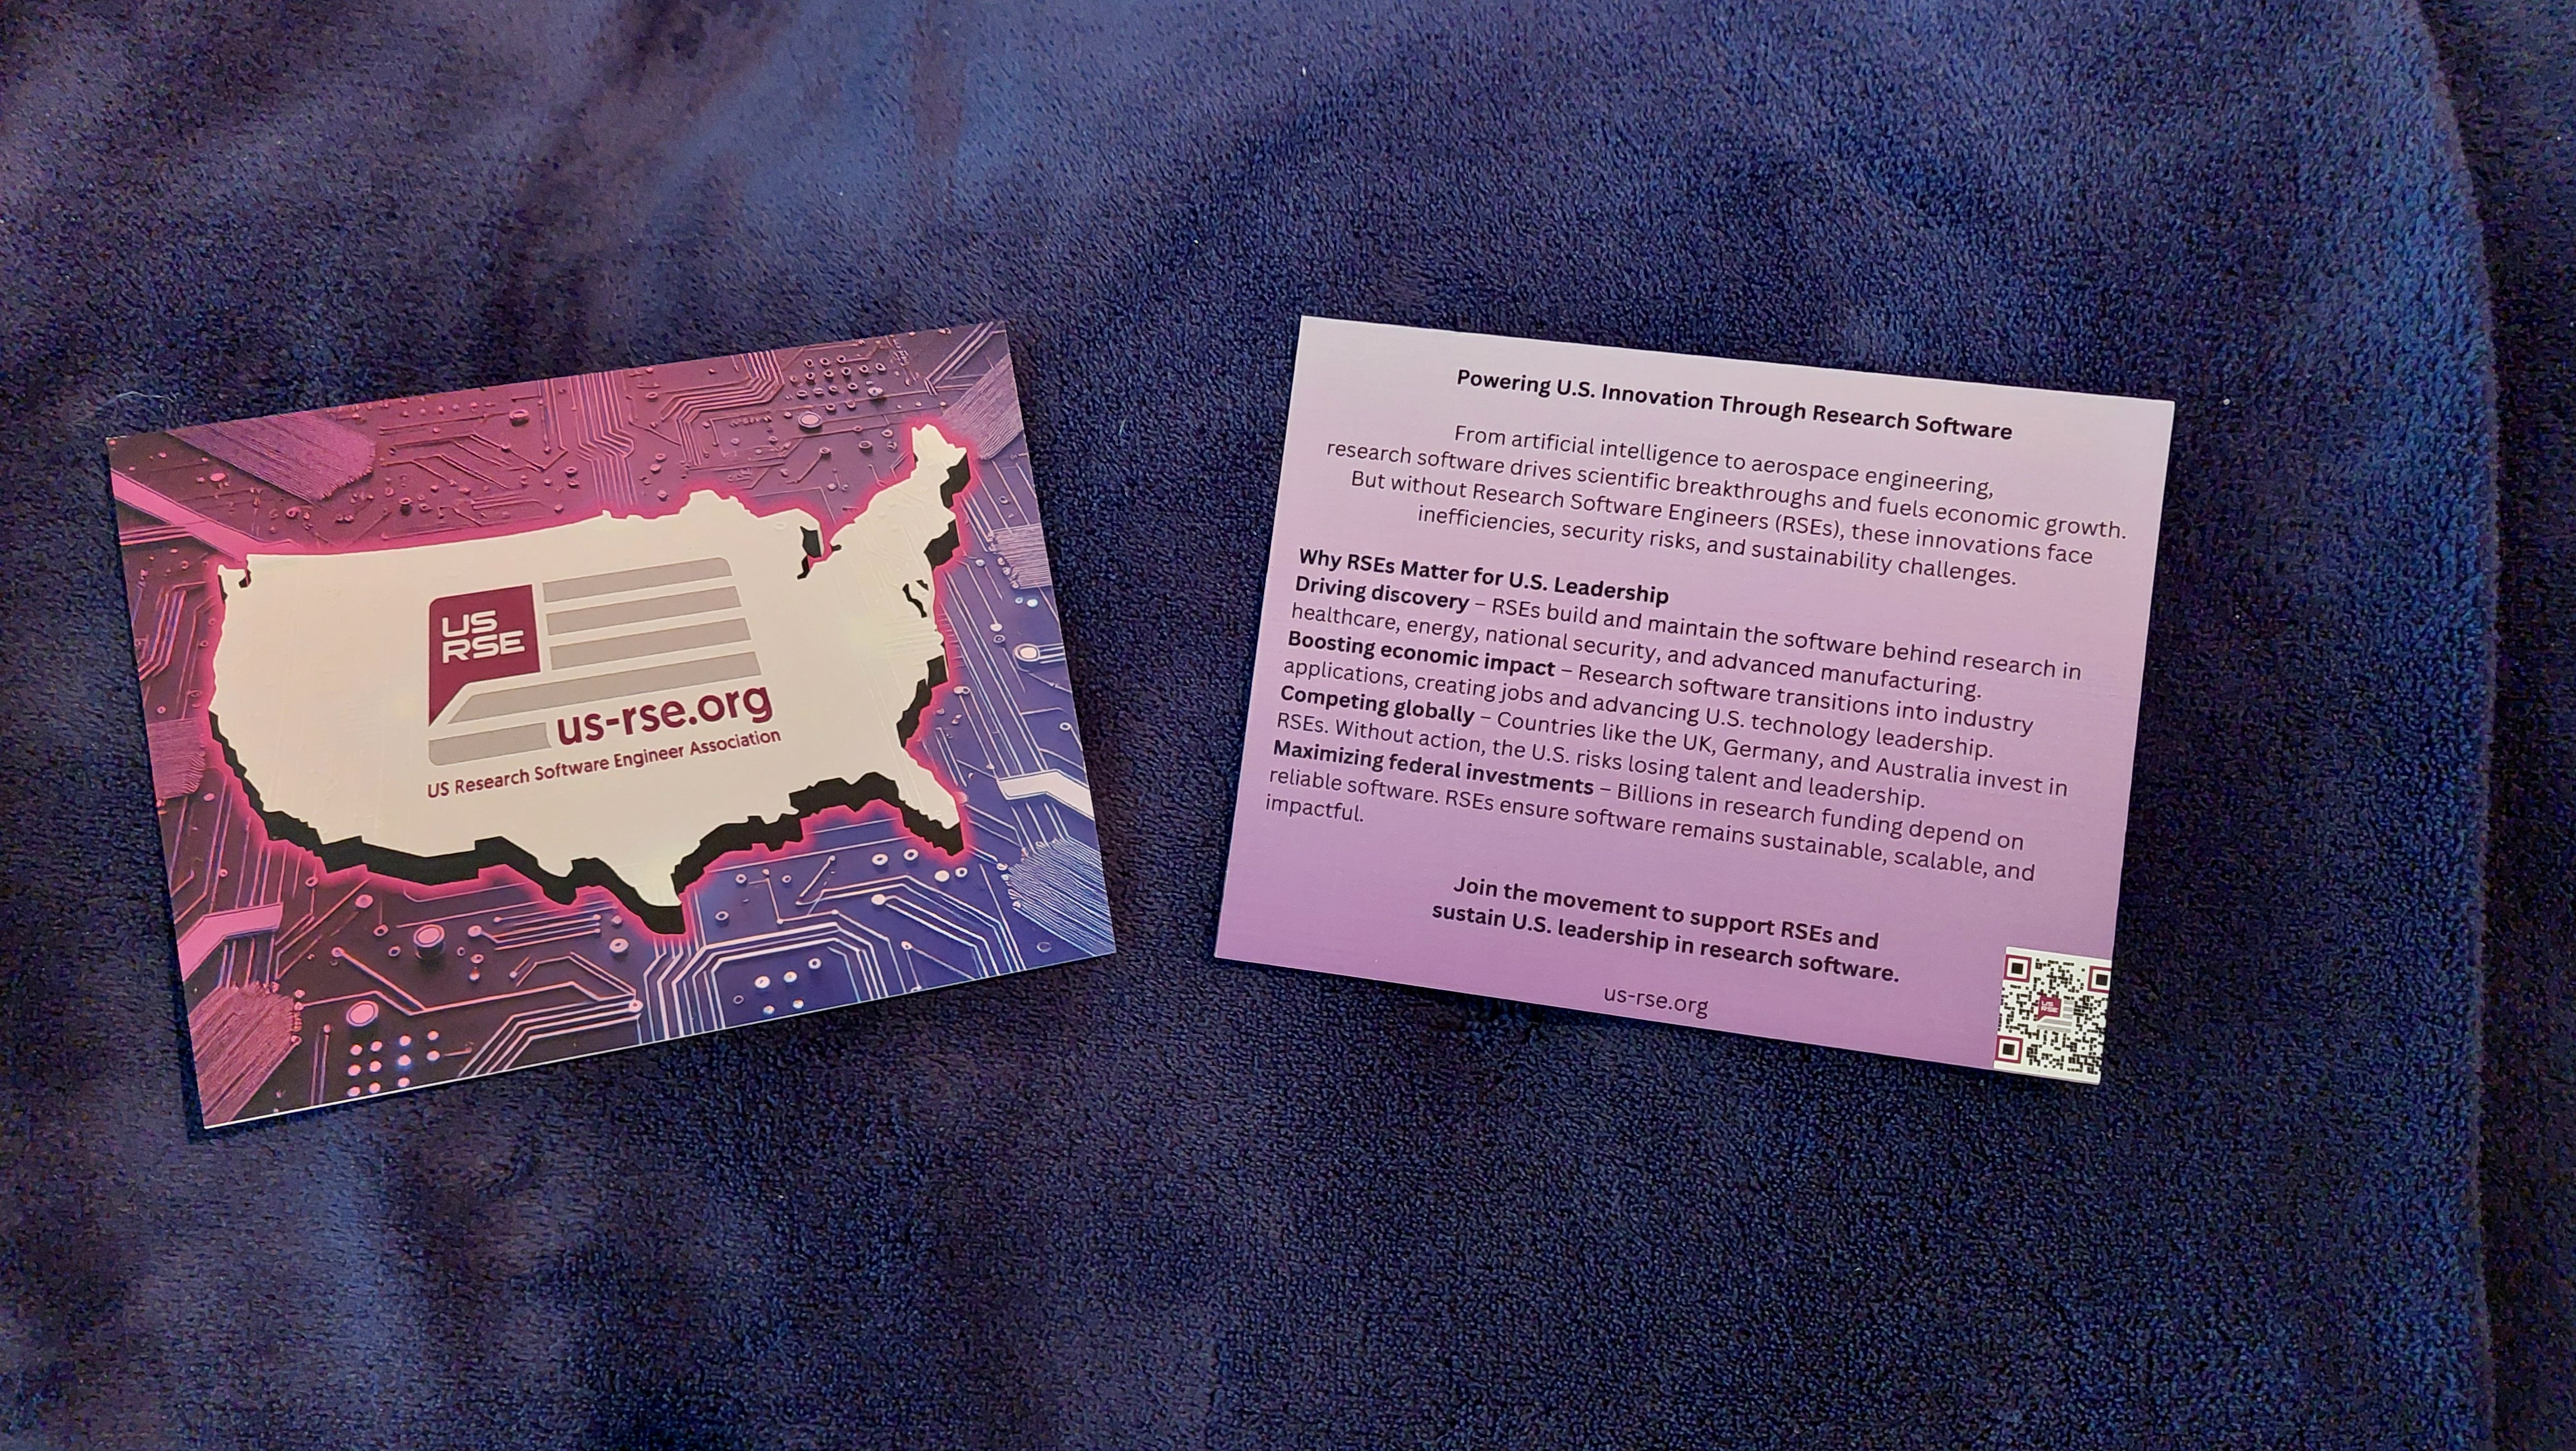 US
RSE
us-rse.org
US Research Software Engineer Association
Powering U.S. Innovation Through Research Software
From artificial intelligence to aerospace engineering,
research software drives scientific breakthroughs and fuels economic growth.
But without Research Software Engineers (RSEs), these innovations face
inefficiencies, security risks, and sustainability challenges.
Why RSEs Matter for U.S. Leadership
Driving discovery – RSEs build and maintain the software behind research in
healthcare, energy, national security, and advanced manufacturing.
Boosting economic impact – Research software transitions into industry
applications, creating jobs and advancing U.S. technology leadership.
Competing globally – Countries like the UK, Germany, and Australia invest in
RSEs. Without action, the U.S. risks losing talent and leadership.
Maximizing federal investments – Billions in research funding depend on
reliable software. RSEs ensure software remains sustainable, scalable, and
impactful.
Join the movement to support RSEs and
sustain U.S. leadership in research software.
us-rse.org
US
RSE